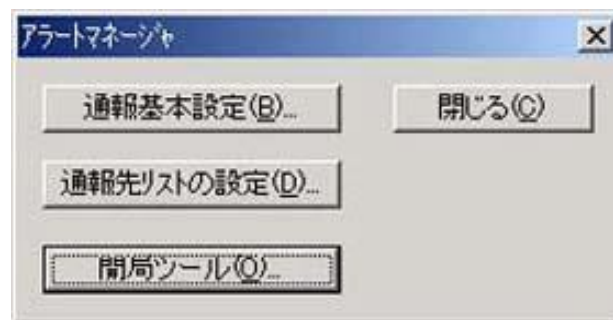 アラートマネージャ
通報基本設定(B)...
閉じる(C)
通報先リストの設定(D)...
開局ツール(O)...